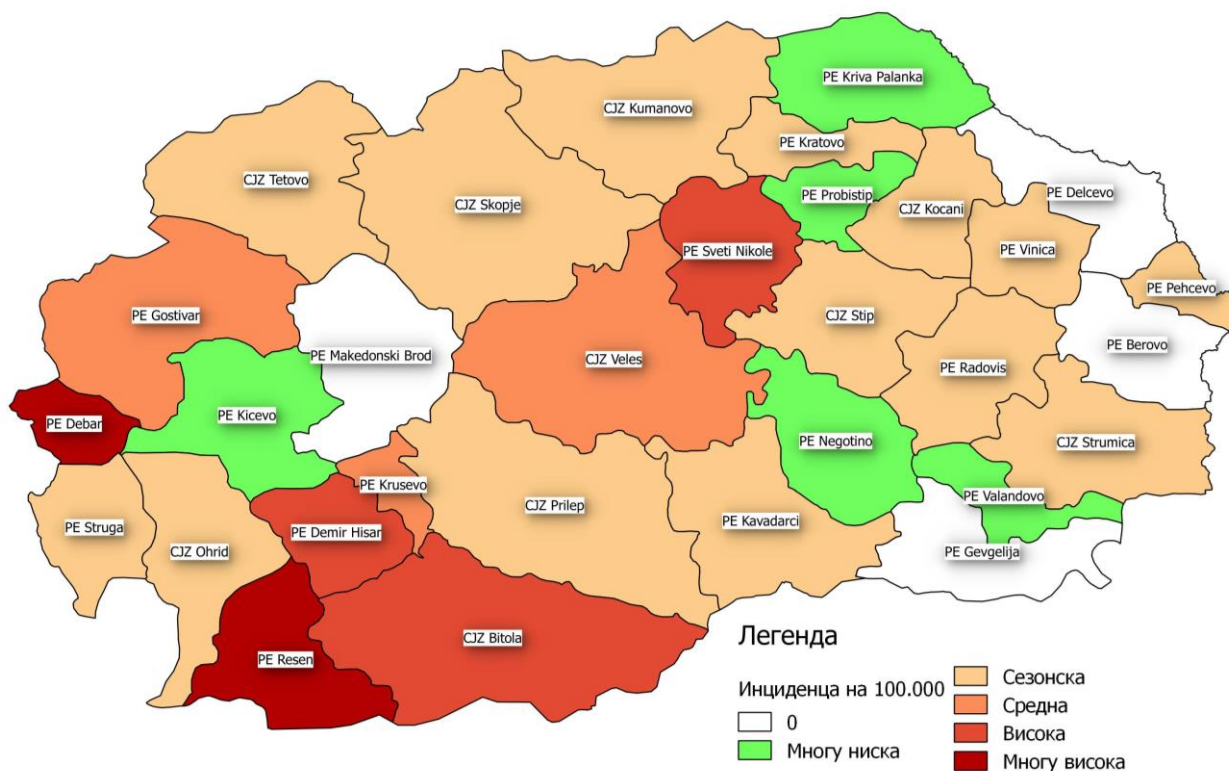 PE Kriva Palanka
CJZ Kumanovo
PE Kratovo
CJZ Tetovo
PE Probistip
PE Delcevo
CJZ Skopje
CJZ Kocani
PE Sveti Nikole
PE Vinica
PE Pehcevo
PE Gostivar
CJZ Stip
PE Makedonski Brod
CJZ Veles
PE Berovo
PE Radovis
PE Debar
PE Kicevo
PE Negotino
CJZ Strumica
PE Krusevo
PE Valandovo
CJZ Prilep
PE Kavadarci
PE Struga
PE Demir Hisar
CJZ Ohrid
PE Gevgelija
CJZ Bitola
PE Resen
Легенда
Инциденца на 100.000
0
Многу ниска
Сезонска
Средна
Висока
Многу висока